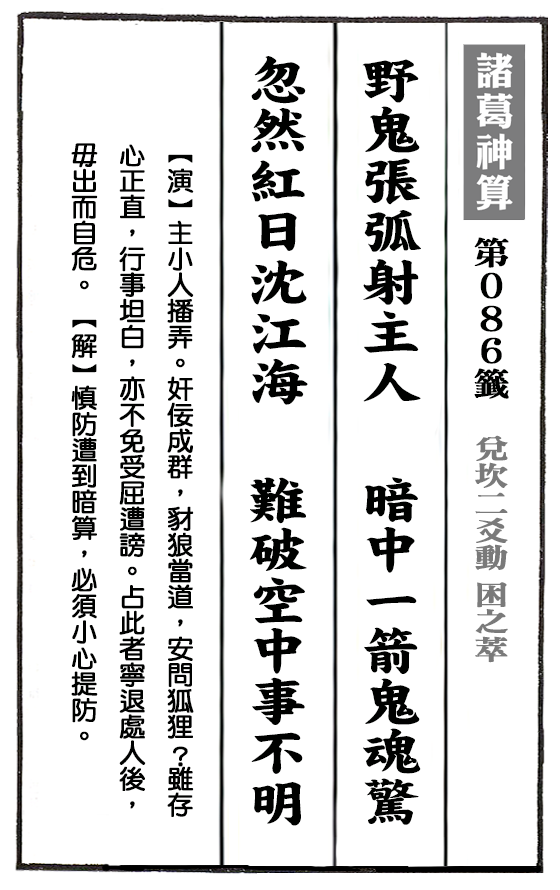 諸葛神算 第086籤 兌坎二爻動 困之萃
野鬼張弧射主人 暗中一箭鬼魂驚
忽然紅日沈江海 難破空中事不明
【演】主小人播弄。奸佞成群，豺狼當道，安問狐狸？雖存
心正直，行事坦白，亦不免受屈遭謗。占此者寧退處人後，
毋出而自危。【解】慎防遭到暗算，必須小心提防。